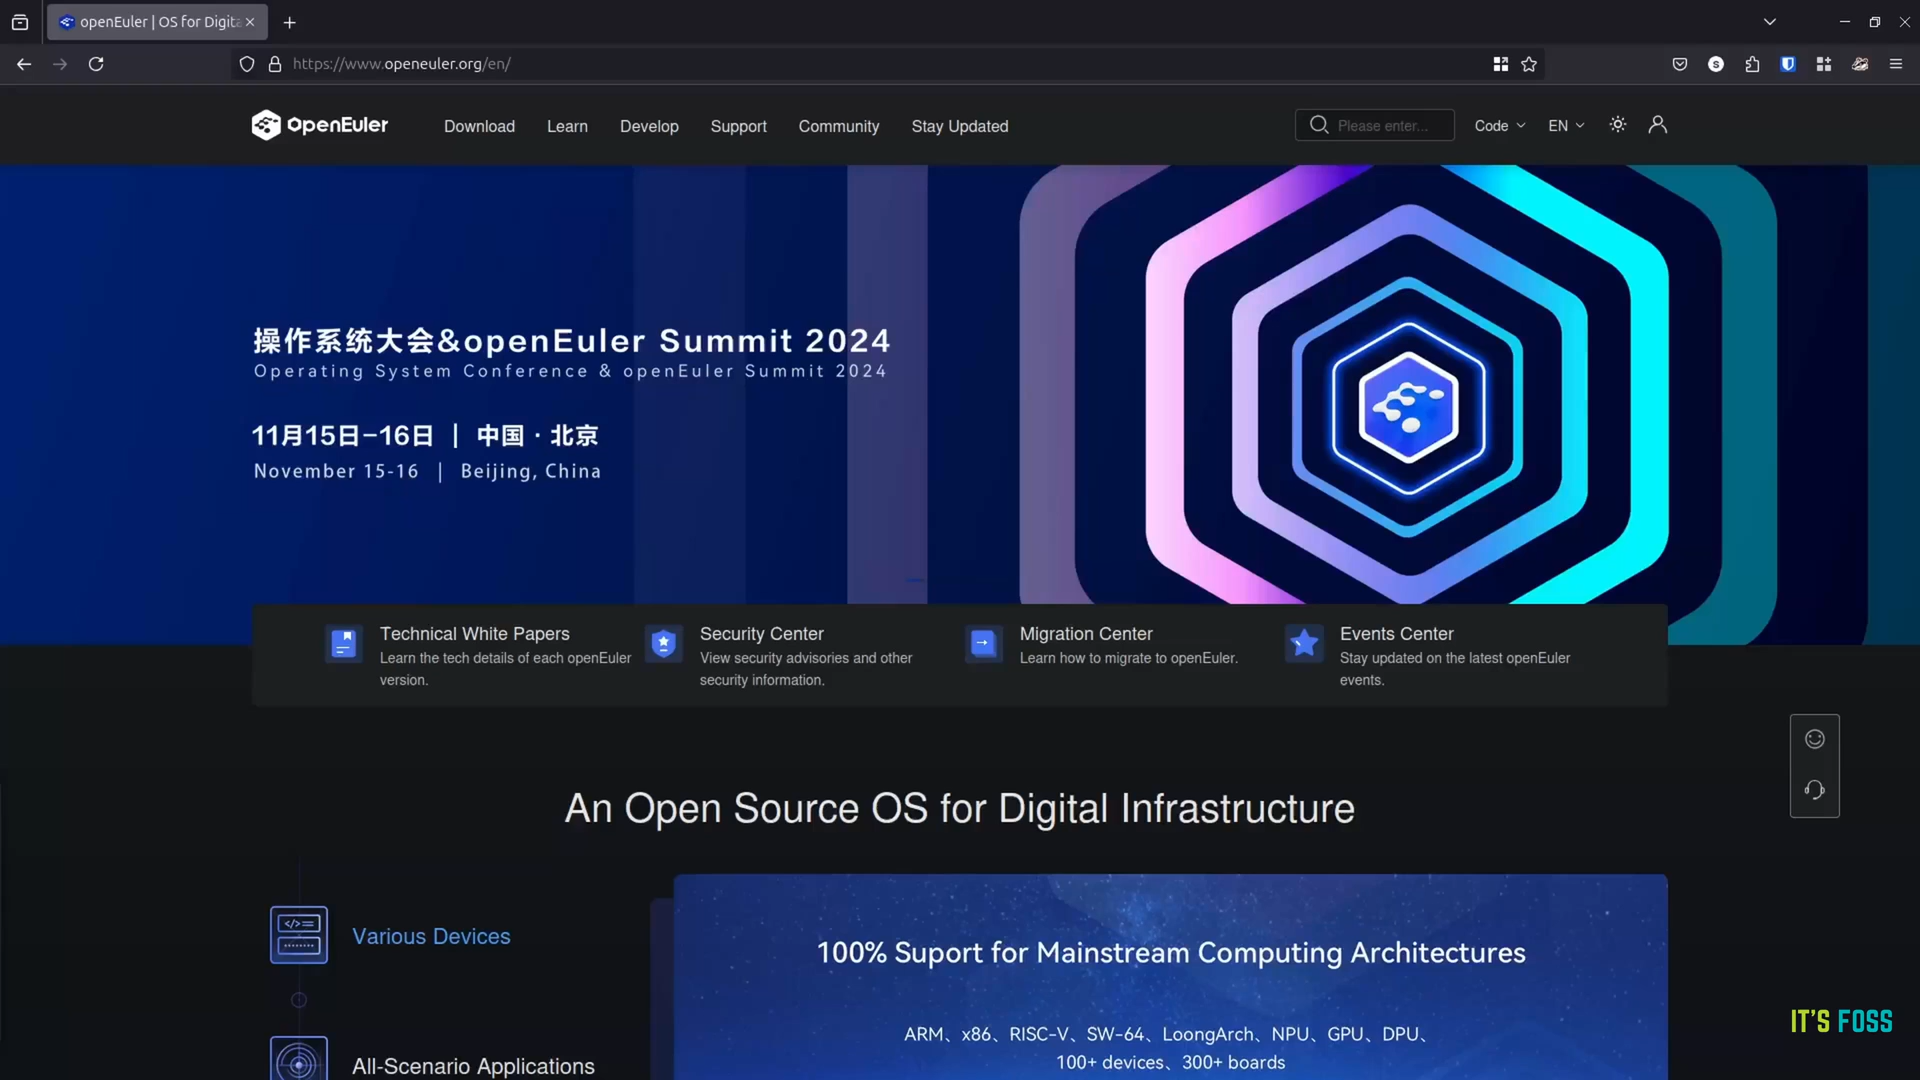 openEuler | OS for Digita
https://www.openeuler.org/en/
OpenEuler
Download
Learn
Develop
Support
Community
Stay Updated
Please enter...
Code
EN
操作系统大会&openEuler Summit 2024
Operating System Conference & openEuler Summit 2024
11月15日-16日 | 中国·北京
November 15-16 | Beijing, China
Technical White Papers
Learn the tech details of each openEuler
version.
Security Center
View security advisories and other
security information.
Migration Center
Learn how to migrate to openEuler.
Events Center
Stay updated on the latest openEuler
events.
An Open Source OS for Digital Infrastructure
Various Devices
All-Scenario Applications
100% Suport for Mainstream Computing Architectures
ARM、x86、RISC-V、SW-64、LoongArch、NPU、GPU、DPU、
100+ devices、300+ boards
IT'S FOSS